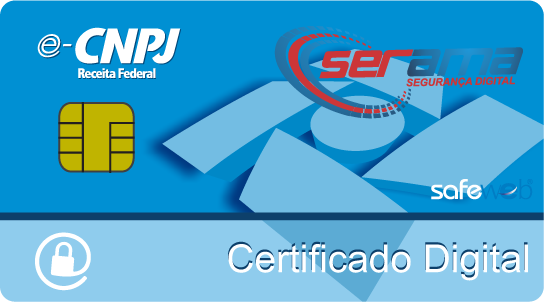 e-CNPJ
Receita Federal
serama
SEGURANÇA DIGITAL
safeweb
Certificado Digital